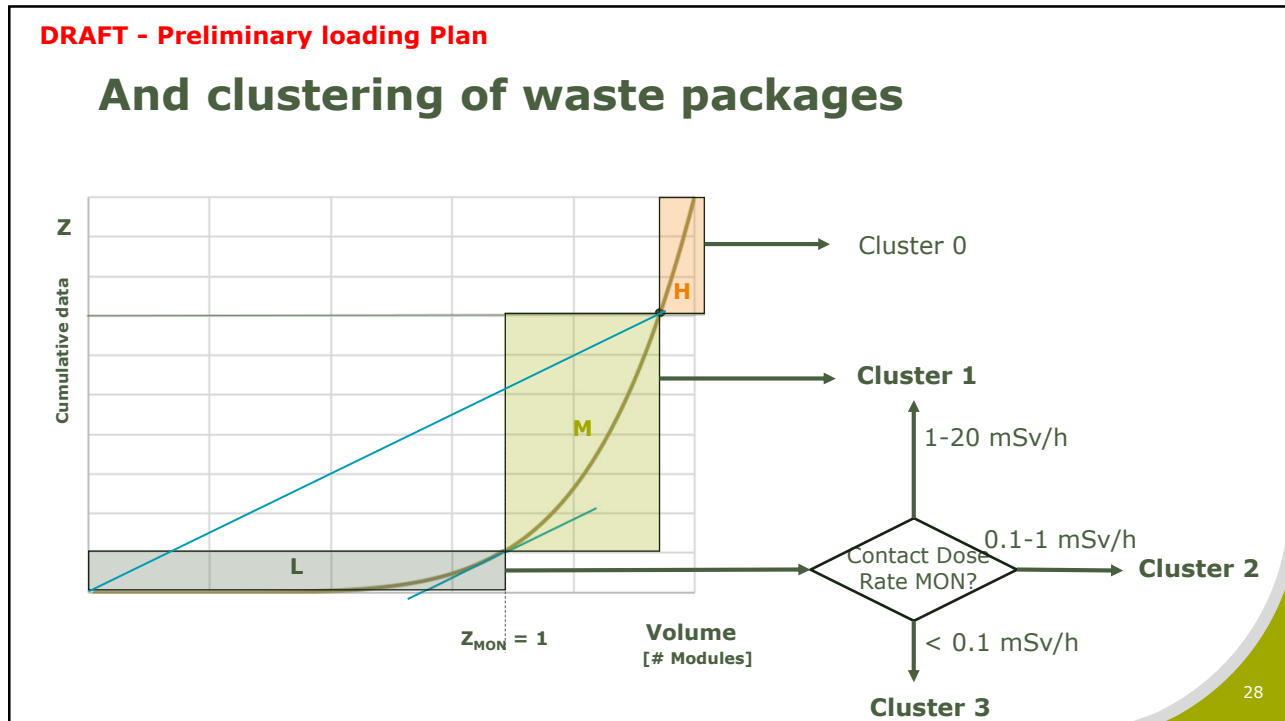 DRAFT - Preliminary loading Plan
And clustering of waste packages
Z
Cumulative data
H
Cluster 0
Cluster 1
M
1-20 mSv/h
0.1-1 mSv/h
L
Contact Dose
Rate MON?
Cluster 2
Z_MON = 1
Volume
[# Modules]
< 0.1 mSv/h
Cluster 3
28